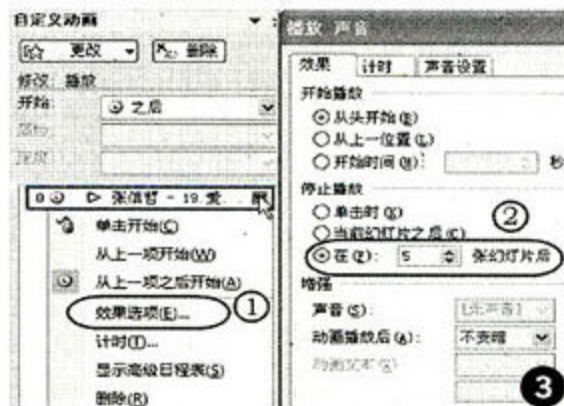 自定义动画
更改 删除
修改: 播放
开始: 之后
0 张信哲 - 19.爱..
单击开始(C)
从上一项开始(W)
从上一项之后开始(A)
效果选项(E)... ①
计时(T)...
显示高级日程表(S)
删除(R)
播放 声音
效果 计时 声音设置
开始播放
从头开始(B)
从上一位置(L)
开始时间(M): 秒
停止播放
单击时(K) ②
当前幻灯片之后(C)
在(F): 5 张幻灯片后
增强
声音(S): [无声音]
动画播放后(A): 不变暗
动画文本(X)
3